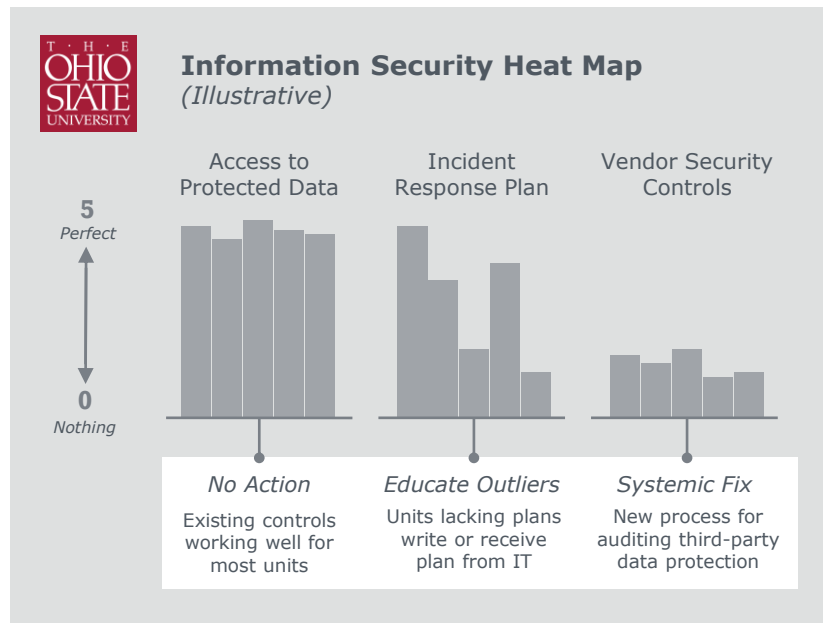 T · H · E
OHIO
STATE
UNIVERSITY
Information Security Heat Map
(Illustrative)
Access to
Protected Data
Incident
Response Plan
Vendor Security
Controls
5
Perfect
0
Nothing
No Action
Existing controls
working well for
most units
Educate Outliers
Units lacking plans
write or receive
plan from IT
Systemic Fix
New process for
auditing third-party
data protection